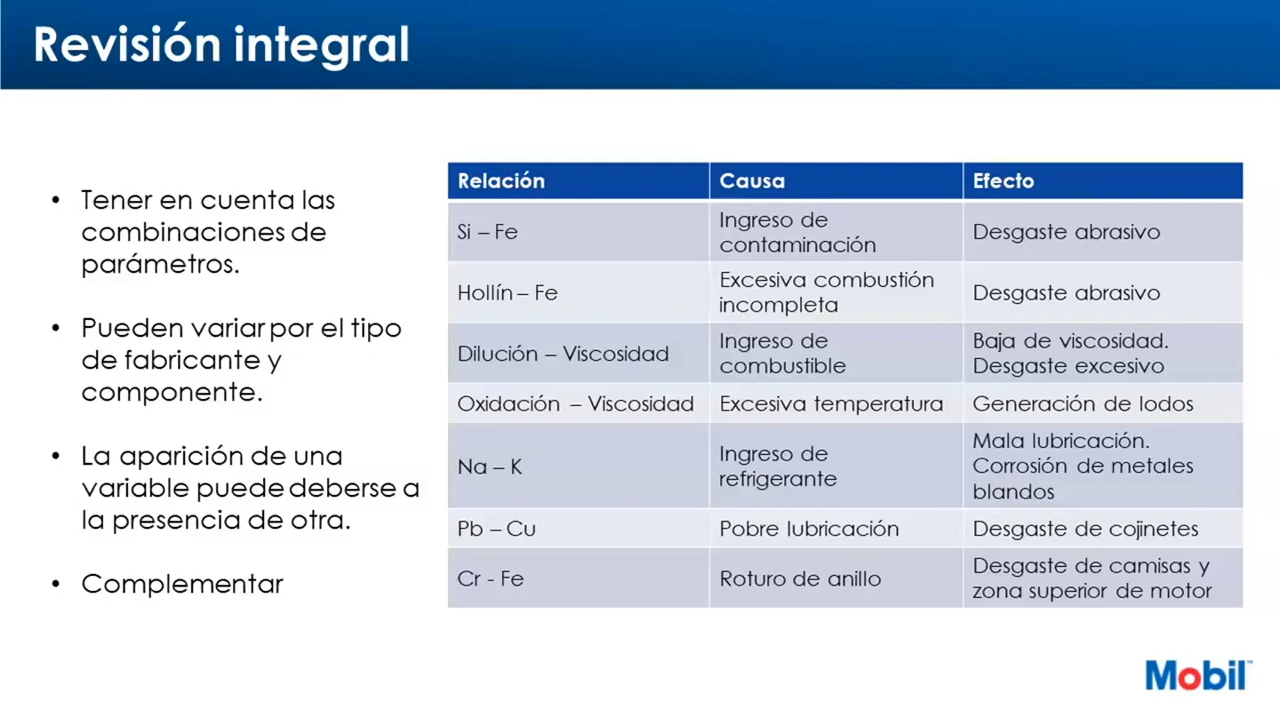 Revisión integral
• Tener en cuenta las
combinaciones de
parámetros.
• Pueden variar por el tipo
de fabricante y
componente.
• La aparición de una
variable puede deberse a
la presencia de otra.
• Complementar
Relación Causa Efecto
Si – Fe Ingreso de contaminación Desgaste abrasivo
Hollín – Fe Excesiva combustión incompleta Desgaste abrasivo
Dilución – Viscosidad Ingreso de combustible Baja de viscosidad. Desgaste excesivo
Oxidación – Viscosidad Excesiva temperatura Generación de lodos
Na – K Ingreso de refrigerante Mala lubricación. Corrosión de metales blandos
Pb – Cu Pobre lubricación Desgaste de cojinetes
Cr - Fe Roturo de anillo Desgaste de camisas y zona superior de motor
Mobil™